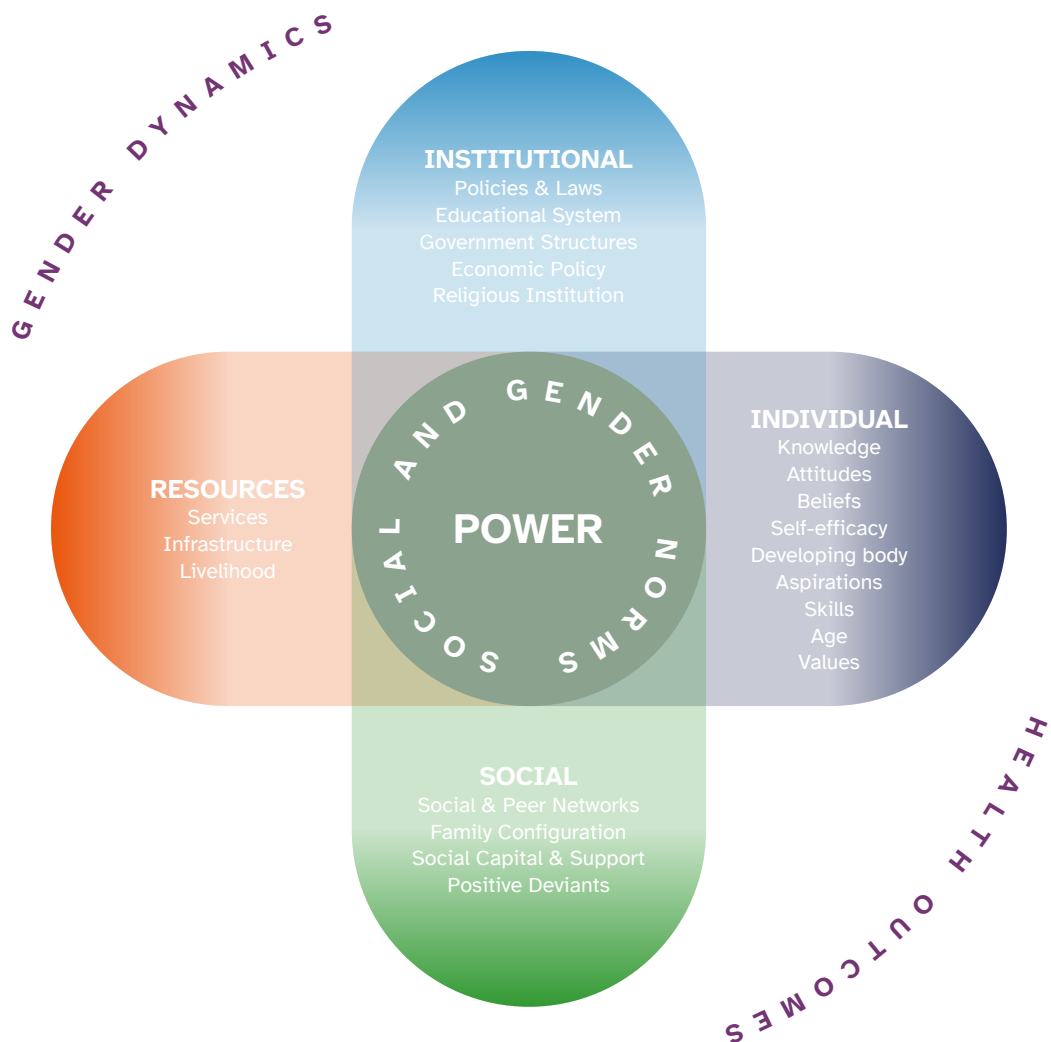 GENDER DYNAMICS
INSTITUTIONAL
Policies & Laws
Educational System
Government Structures
Economic Policy
Religious Institution
RESOURCES
Services
Infrastructure
Livelihood
SOCIAL AND GENDER NORMS
POWER
INDIVIDUAL
Knowledge
Attitudes
Beliefs
Self-efficacy
Developing body
Aspirations
Skills
Age
Values
SOCIAL
Social & Peer Networks
Family Configuration
Social Capital & Support
Positive Deviants
HEALTH OUTCOMES